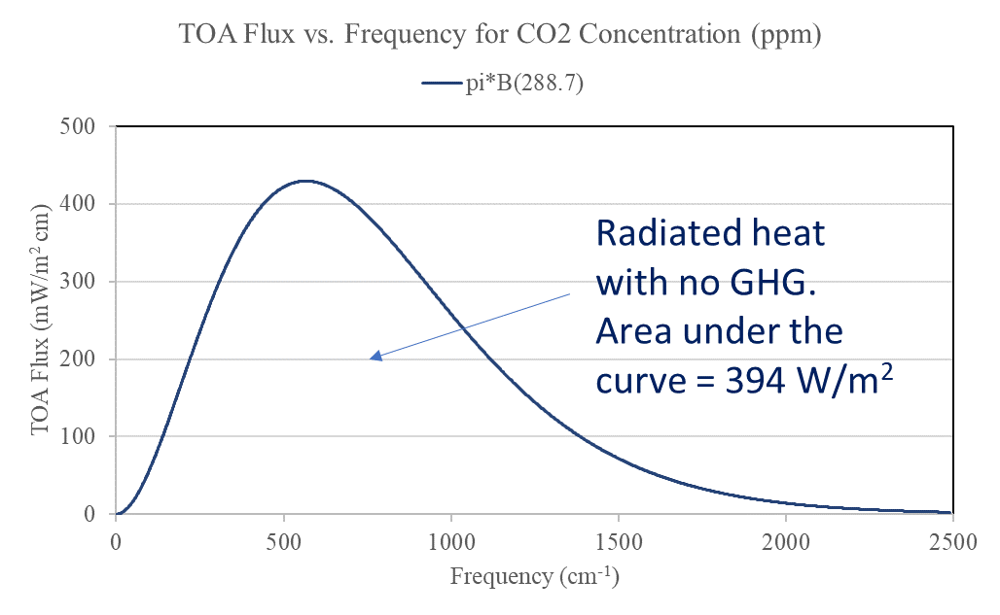 TOA Flux vs. Frequency for CO2 Concentration (ppm)
pi*B(288.7)
500
400
300
200
100
0
TOA Flux (mW/m² cm)
Radiated heat
with no GHG.
Area under the
curve = 394 W/m²
0 500 1000 1500 2000 2500
Frequency (cm⁻¹)